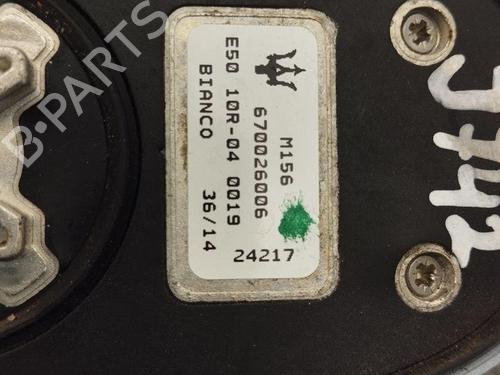 M156
670026006
E50 10R-04 0019
BIANCO 36/14
24217
B-PARTS